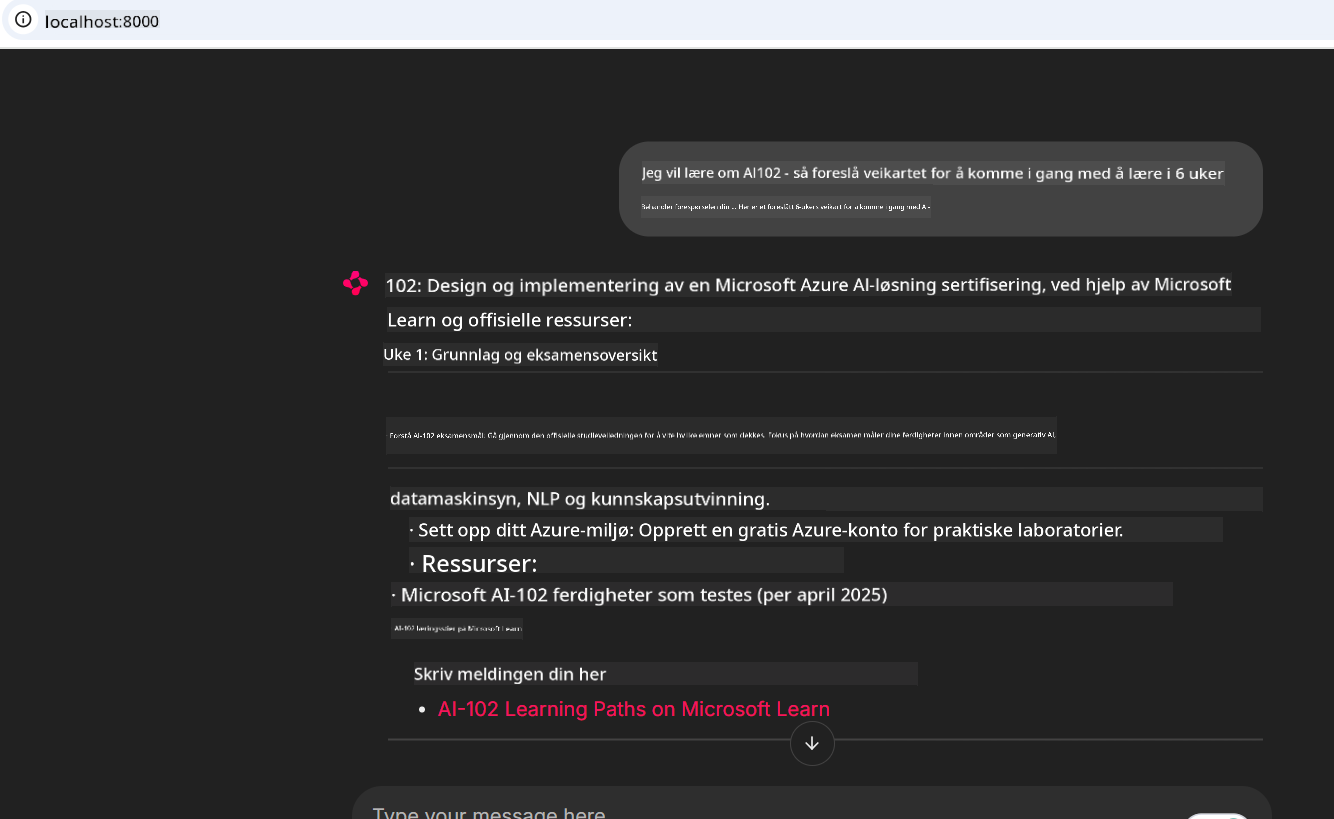 localhost:8000
Jeg vil lære om AI102 - så foreslå veikartet for å komme i gang med å lære i 6 uker
Behandler forespørselen din ... Her er et foreslått 6-ukers veikart for å komme i gang med A -
102: Design og implementering av en Microsoft Azure AI-løsning sertifisering, ved hjelp av Microsoft
Learn og offisielle ressurser:
Uke 1: Grunnlag og eksamensoversikt
Forstå AI-102 eksamensmål. Gå gjennom den offisielle studieveiledningen for å vite hvilke emner som dekkes. Fokus på hvordan eksamen måler dine ferdigheter innen områder som generativ AI,
datamaskinsyn, NLP og kunnskapsutvinning.
· Sett opp ditt Azure-miljø: Opprett en gratis Azure-konto for praktiske laboratorier.
· Ressurser:
· Microsoft AI-102 ferdigheter som testes (per april 2025)
AI-102 læringsstier på Microsoft Learn
Skriv meldingen din her
• AI-102 Learning Paths on Microsoft Learn
Type your message here